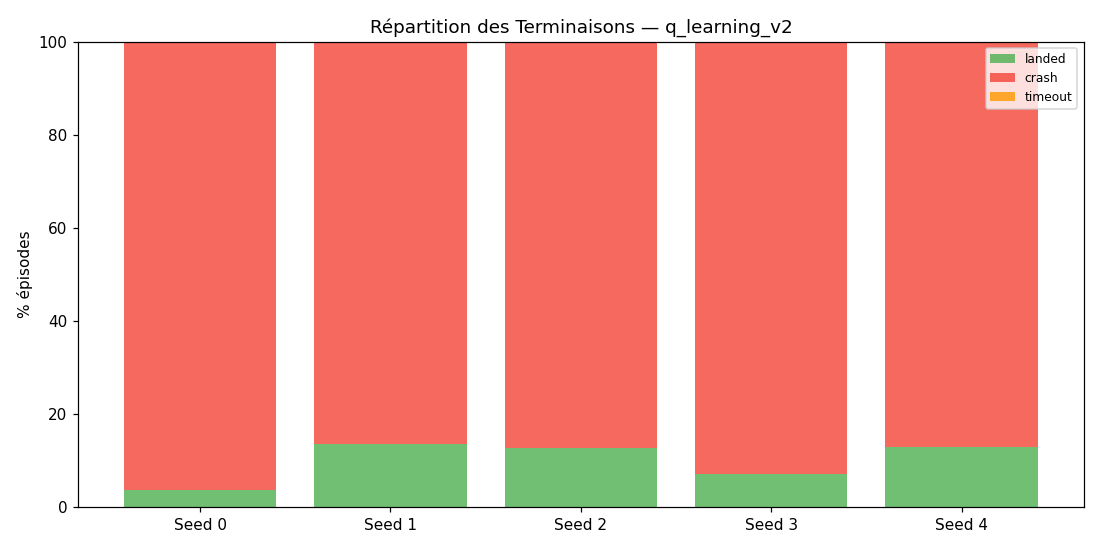 Répartition des Terminaisons — q_learning_v2
landed
crash
timeout
% épisodes
100
80
60
40
20
0
Seed 0
Seed 1
Seed 2
Seed 3
Seed 4